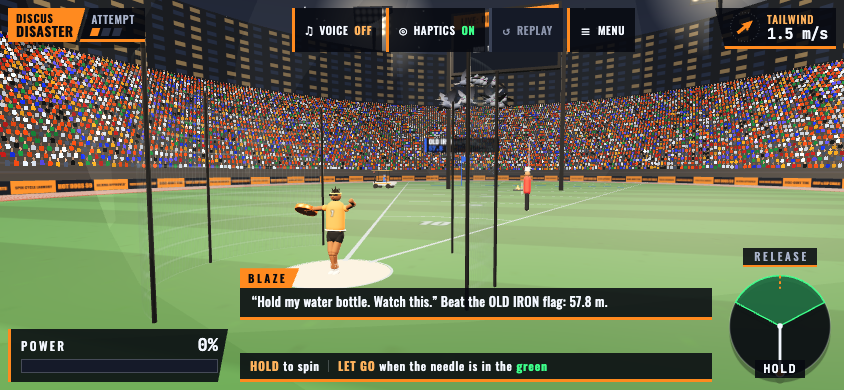 DISCUS
DISASTER
ATTEMPT
♫ VOICE OFF
◎ HAPTICS ON
↺ REPLAY
≡ MENU
TAILWIND
1.5 m/s
10
BLAZE
“Hold my water bottle. Watch this.” Beat the OLD IRON flag: 57.8 m.
RELEASE
POWER 0%
HOLD to spin | LET GO when the needle is in the green
HOLD